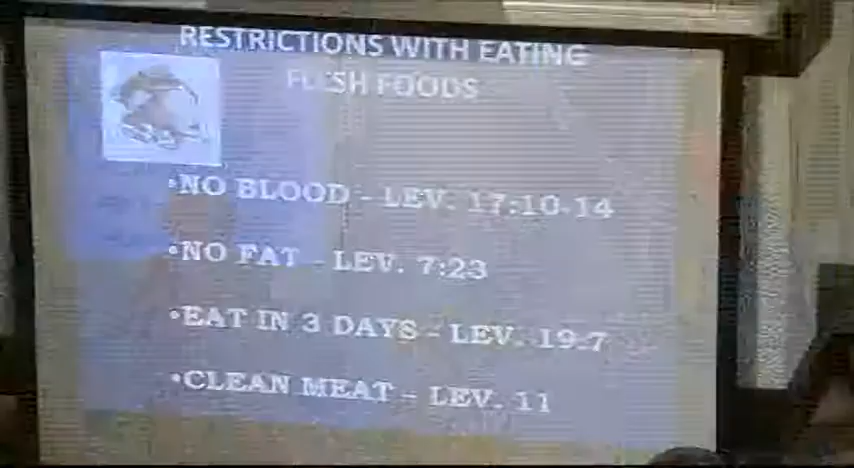 RESTRICTIONS WITH EATING
FLESH FOODS
•NO BLOOD - LEV. 17:10-14
•NO FAT - LEV. 7:23
•EAT IN 3 DAYS - LEV. 19:7
•CLEAN MEAT - LEV. 11